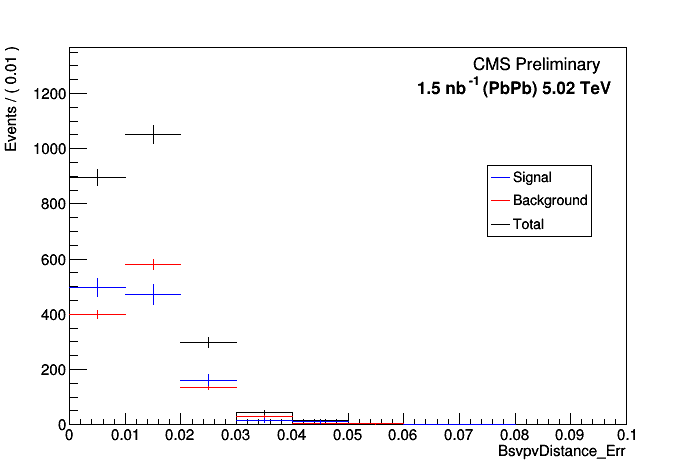 Events / ( 0.01 )
CMS Preliminary
1.5 nb⁻¹ (PbPb) 5.02 TeV
1200
1000
800
600
400
200
0
Signal
Background
Total
0 0.01 0.02 0.03 0.04 0.05 0.06 0.07 0.08 0.09 0.1
BsvpvDistance_Err